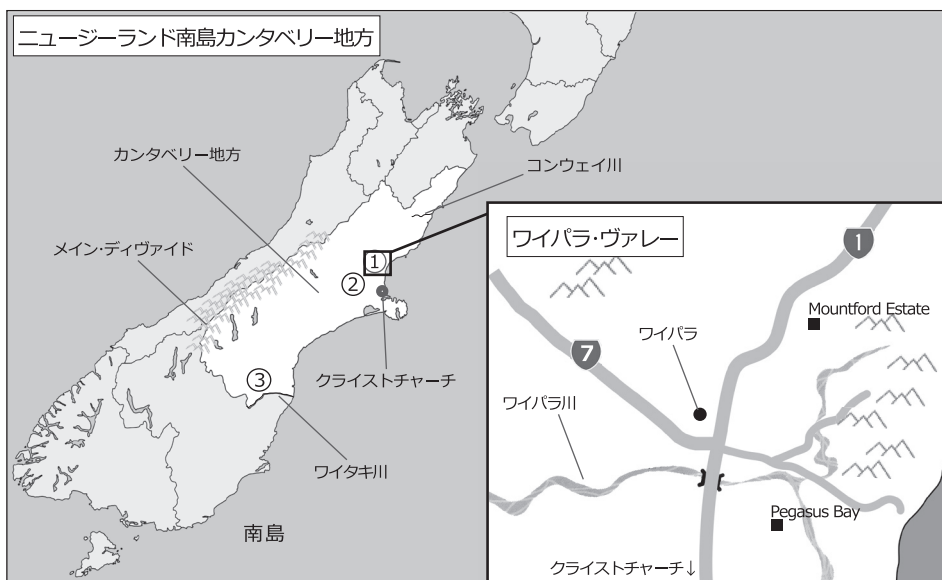 ニュージーランド南島カンタベリー地方
カンタベリー地方
コンウェイ川
メイン・ディヴァイド
①
②
クライストチャーチ
③
ワイタキ川
南島
ワイパラ・ヴァレー
1
Mountford Estate
ワイパラ
7
ワイパラ川
Pegasus Bay
クライストチャーチ↓